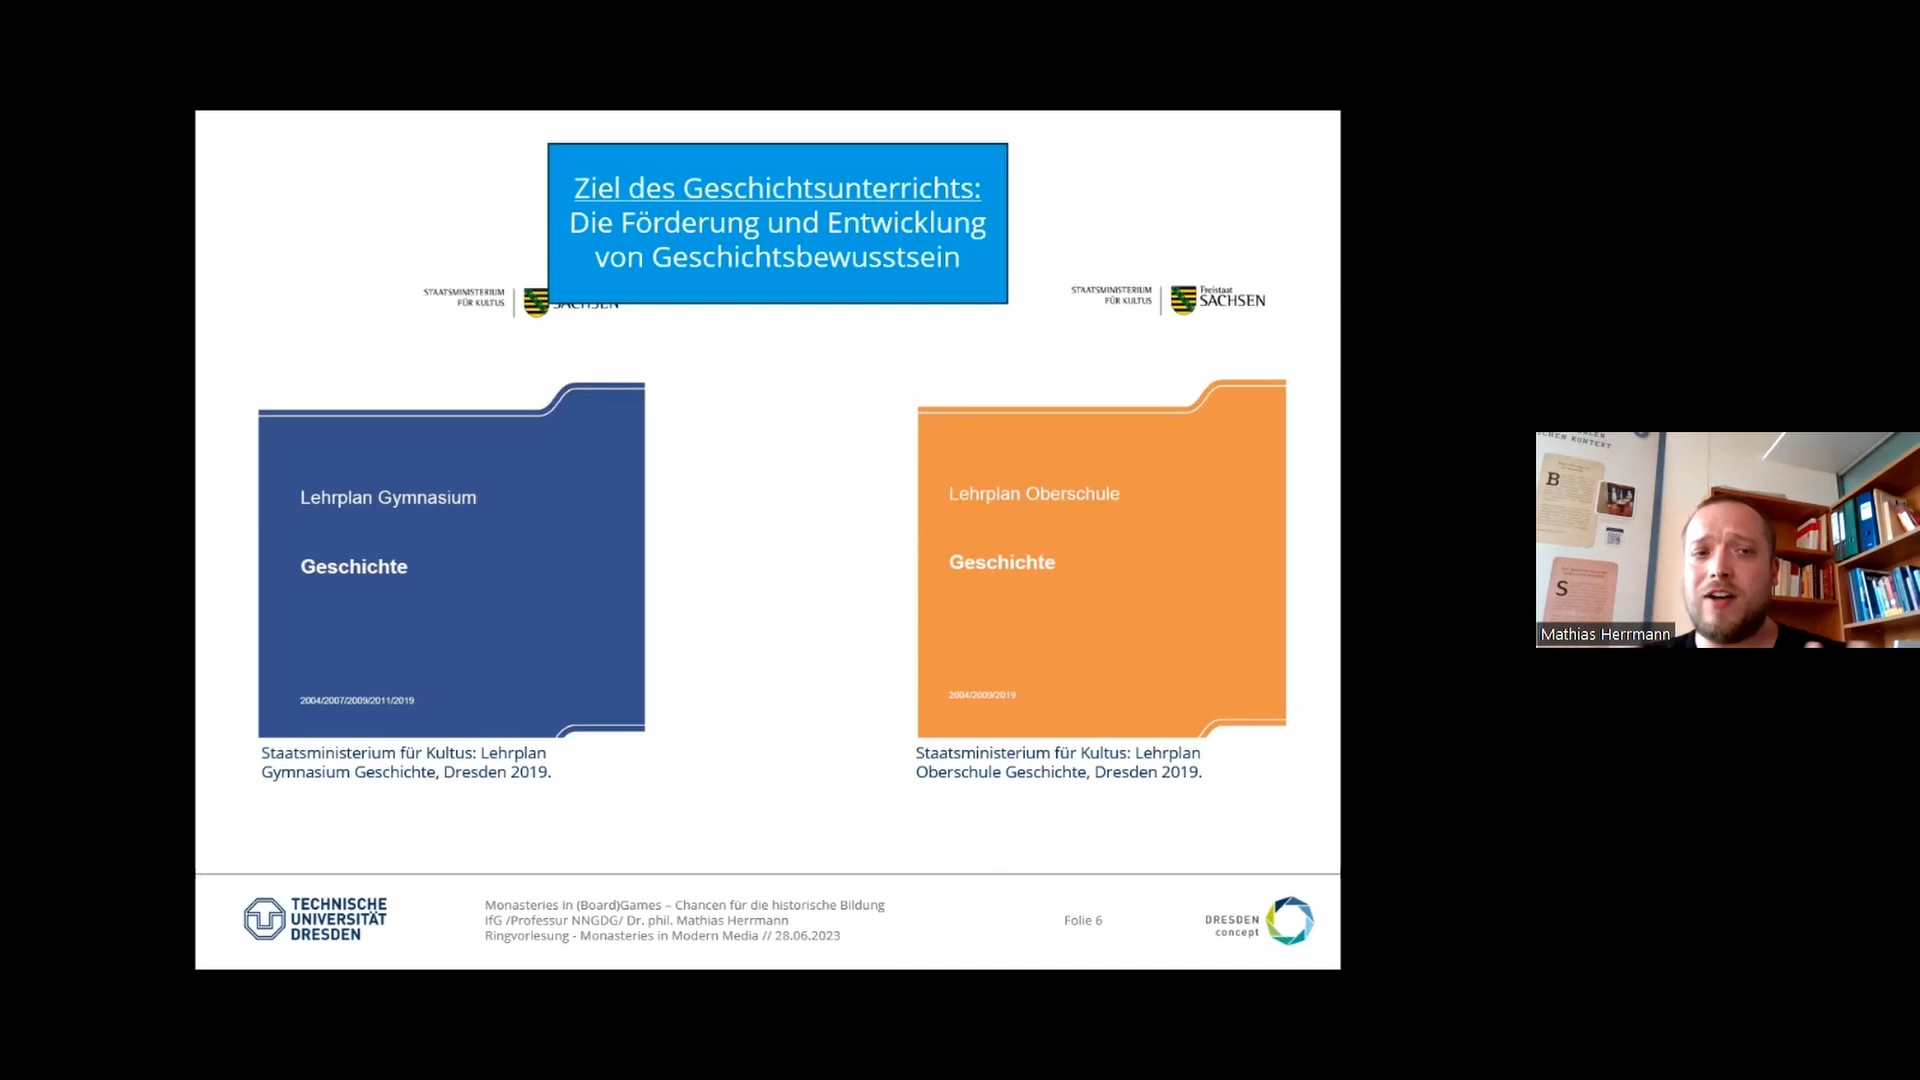 Ziel des Geschichtsunterrichts:
Die Förderung und Entwicklung
von Geschichtsbewusstsein
STAATSMINISTERIUM
FÜR KULTUS
SACHSEN
STAATSMINISTERIUM
FÜR KULTUS
Freistaat
SACHSEN
Lehrplan Gymnasium
Geschichte
2004/2007/2009/2011/2019
Staatsministerium für Kultus: Lehrplan
Gymnasium Geschichte, Dresden 2019.
Lehrplan Oberschule
Geschichte
2004/2009/2019
Staatsministerium für Kultus: Lehrplan
Oberschule Geschichte, Dresden 2019.
TECHNISCHE
UNIVERSITÄT
DRESDEN
Monasteries in (Board)Games – Chancen für die historische Bildung
IfG /Professur NNGDG/ Dr. phil. Mathias Herrmann
Ringvorlesung - Monasteries in Modern Media // 28.06.2023
Folie 6
DRESDEN
concept
KONTEXT
B
S
Mathias Herrmann